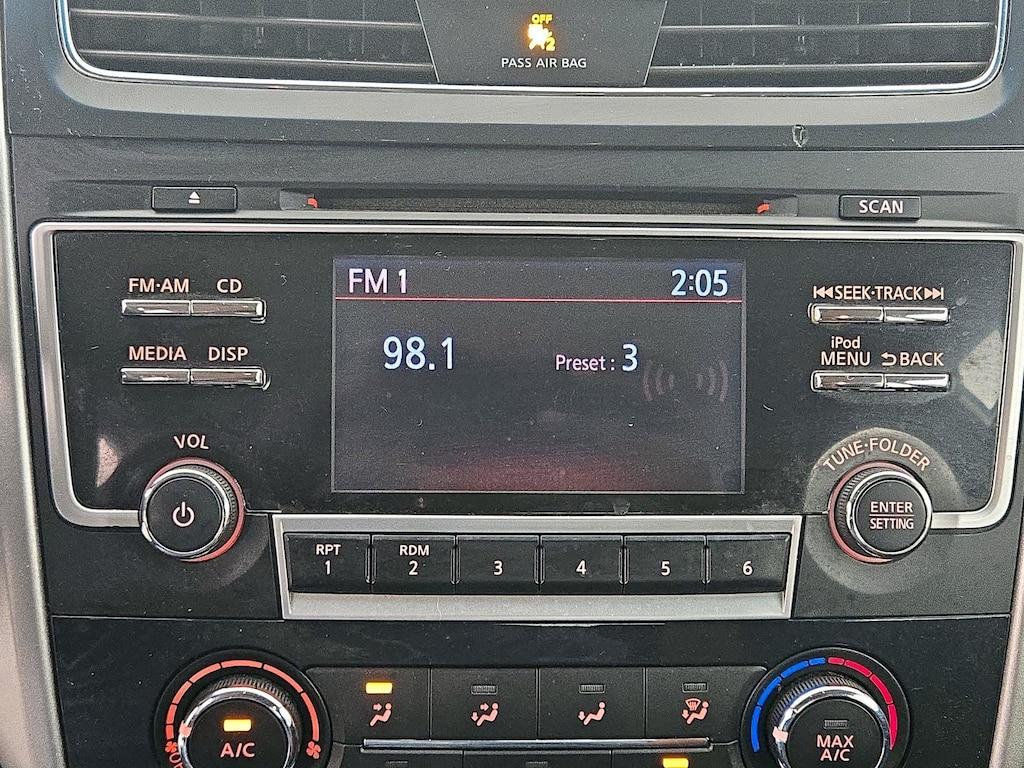 OFF
2
PASS AIR BAG
SCAN
FM·AM CD
MEDIA DISP
VOL
FM 1 2:05
98.1 Preset : 3
SEEK·TRACK
iPod
MENU BACK
TUNE·FOLDER
ENTER
SETTING
RPT RDM
1 2 3 4 5 6
A/C
MAX
A/C